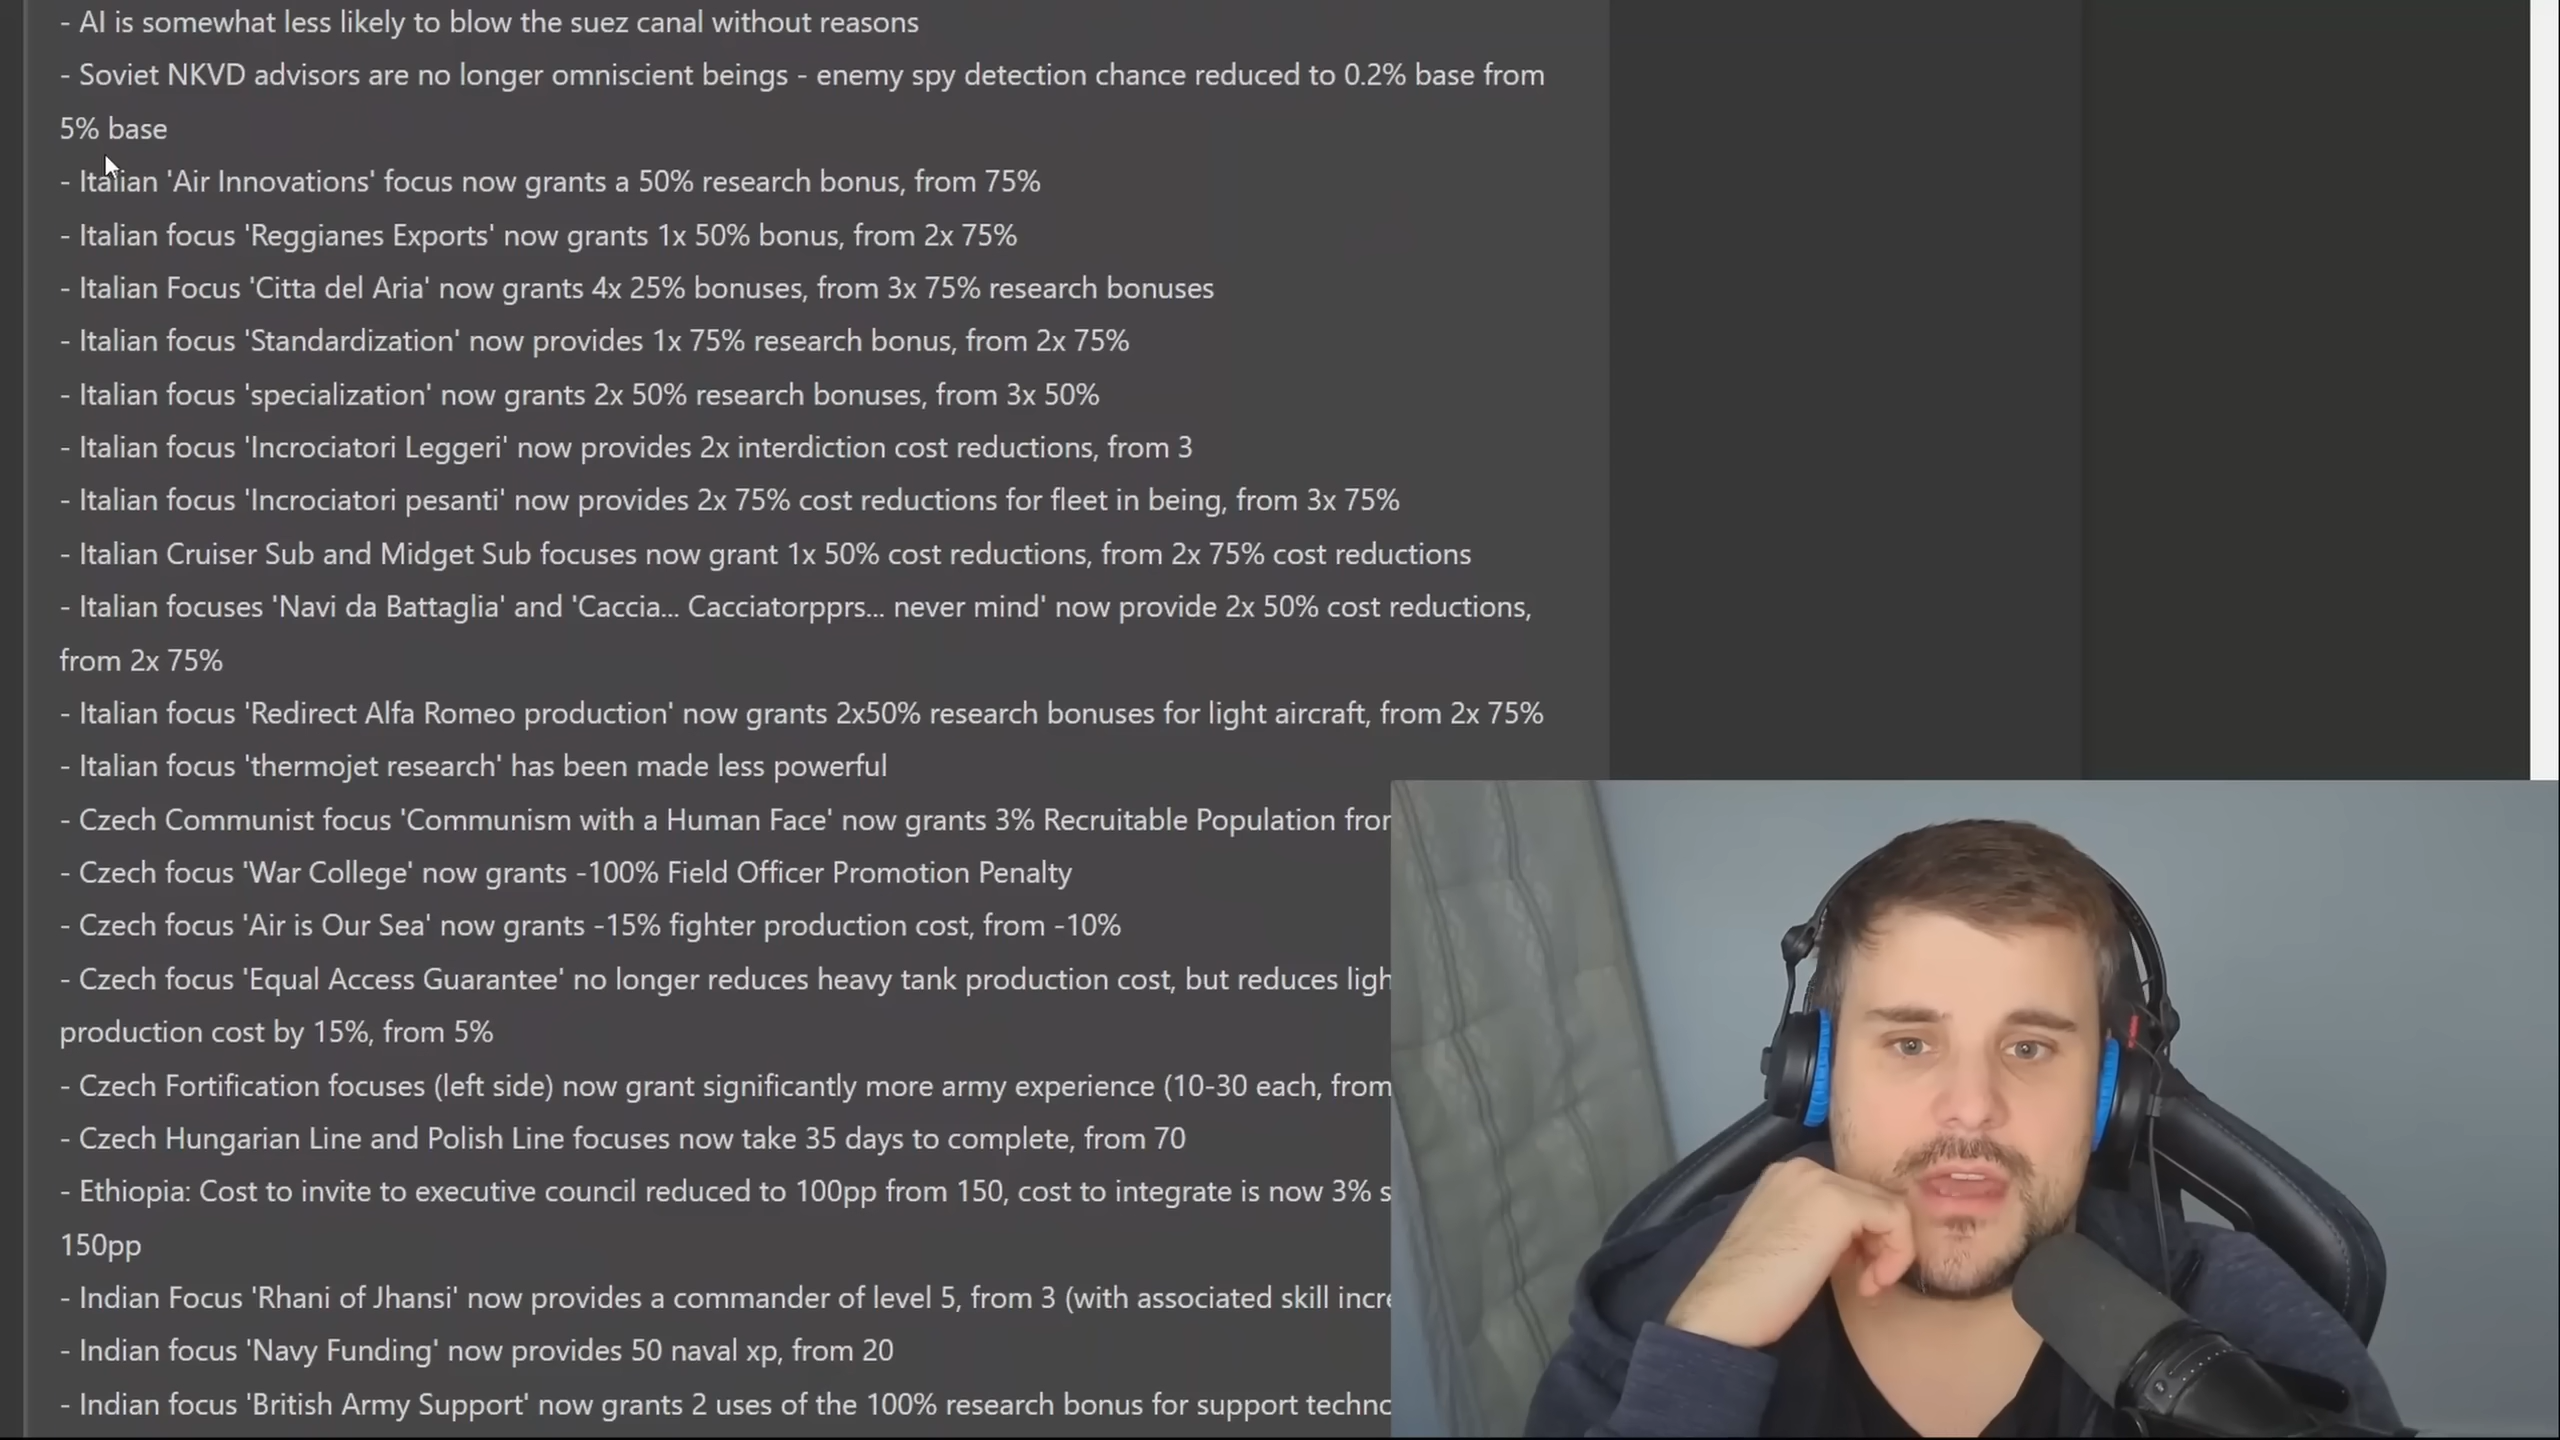 - AI is somewhat less likely to blow the suez canal without reasons
- Soviet NKVD advisors are no longer omniscient beings - enemy spy detection chance reduced to 0.2% base from
5% base
- Italian 'Air Innovations' focus now grants a 50% research bonus, from 75%
- Italian focus 'Reggianes Exports' now grants 1x 50% bonus, from 2x 75%
- Italian Focus 'Citta del Aria' now grants 4x 25% bonuses, from 3x 75% research bonuses
- Italian focus 'Standardization' now provides 1x 75% research bonus, from 2x 75%
- Italian focus 'specialization' now grants 2x 50% research bonuses, from 3x 50%
- Italian focus 'Incrociatori Leggeri' now provides 2x interdiction cost reductions, from 3
- Italian focus 'Incrociatori pesanti' now provides 2x 75% cost reductions for fleet in being, from 3x 75%
- Italian Cruiser Sub and Midget Sub focuses now grant 1x 50% cost reductions, from 2x 75% cost reductions
- Italian focuses 'Navi da Battaglia' and 'Caccia... Cacciatorpprs... never mind' now provide 2x 50% cost reductions,
from 2x 75%
- Italian focus 'Redirect Alfa Romeo production' now grants 2x50% research bonuses for light aircraft, from 2x 75%
- Italian focus 'thermojet research' has been made less powerful
- Czech Communist focus 'Communism with a Human Face' now grants 3% Recruitable Population
- Czech focus 'War College' now grants -100% Field Officer Promotion Penalty
- Czech focus 'Air is Our Sea' now grants -15% fighter production cost, from -10%
- Czech focus 'Equal Access Guarantee' no longer reduces heavy tank production cost, but reduces
production cost by 15%, from 5%
- Czech Fortification focuses (left side) now grant significantly more army experience (10-30 each, from
- Czech Hungarian Line and Polish Line focuses now take 35 days to complete, from 70
- Ethiopia: Cost to invite to executive council reduced to 100pp from 150, cost to integrate is now 3%
150pp
- Indian Focus 'Rhani of Jhansi' now provides a commander of level 5, from 3 (with associated skill
- Indian focus 'Navy Funding' now provides 50 naval xp, from 20
- Indian focus 'British Army Support' now grants 2 uses of the 100% research bonus for support